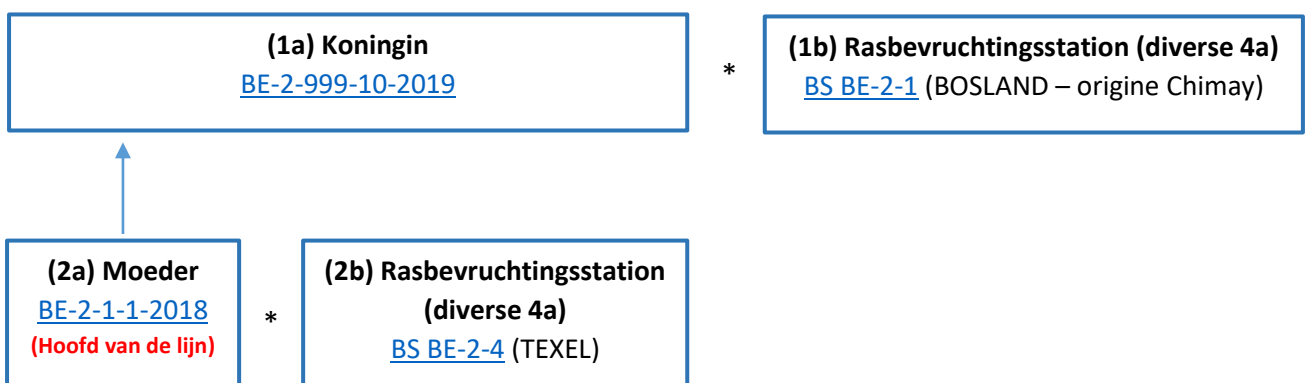 (1a) Koningin
BE-2-999-10-2019
*
(1b) Rasbevruchtingsstation (diverse 4a)
BS BE-2-1 (BOSLAND – origine Chimay)
(2a) Moeder
BE-2-1-1-2018
(Hoofd van de lijn)
*
(2b) Rasbevruchtingsstation
(diverse 4a)
BS BE-2-4 (TEXEL)